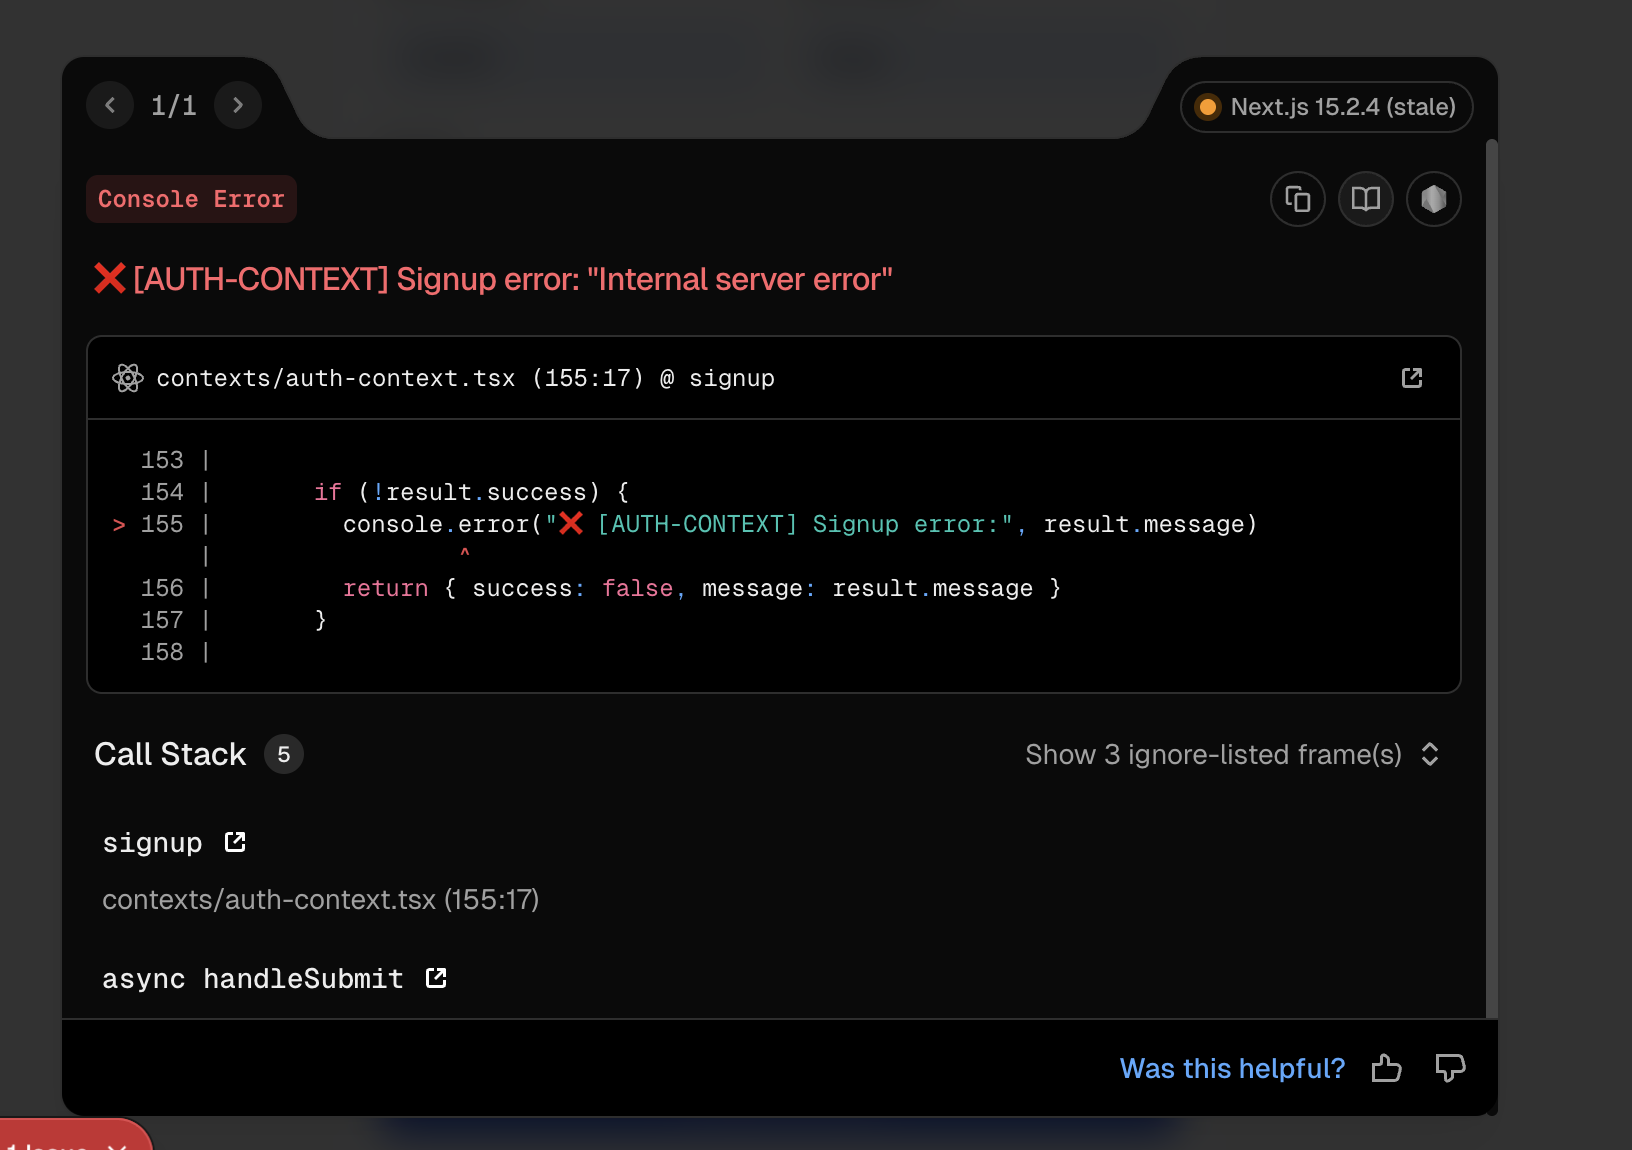 1/1
Next.js 15.2.4 (stale)
Console Error
❌ [AUTH-CONTEXT] Signup error: "Internal server error"
contexts/auth-context.tsx (155:17) @ signup
153 |
154 |       if (!result.success) {
> 155 |         console.error("❌ [AUTH-CONTEXT] Signup error:", result.message)
|                 ^
156 |         return { success: false, message: result.message }
157 |       }
158 |
Call Stack 5
Show 3 ignore-listed frame(s)
signup
contexts/auth-context.tsx (155:17)
async handleSubmit
Was this helpful?